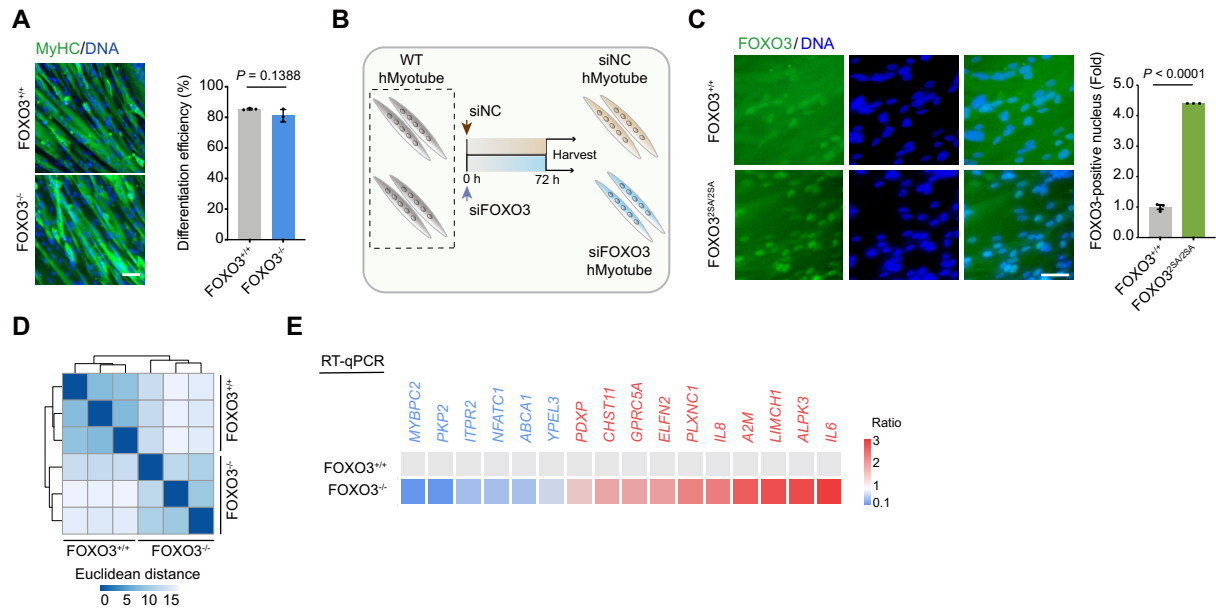 A
MyHC/DNA
FOXO3+/+
FOXO3-/-
P = 0.1388
Differentiation efficiency (%)
100
80
60
40
20
0
FOXO3+/+
FOXO3-/-
B
WT
hMyotube
siNC
hMyotube
siNC
Harvest
0 h
72 h
siFOXO3
siFOXO3
hMyotube
C
FOXO3/DNA
FOXO3+/+
FOXO32SA/2SA
P < 0.0001
FOXO3-positive nucleus (Fold)
5.0
4.0
1.0
0.0
FOXO3+/+
FOXO32SA/2SA
D
FOXO3+/+
FOXO3-/-
FOXO3+/+
FOXO3-/-
Euclidean distance
0 5 10 15
E
RT-qPCR
MYBPC2
PKP2
ITPR2
NFATC1
ABCA1
YPEL3
PDXP
CHST11
GPRC5A
ELFN2
PLXNC1
IL8
A2M
LIMCH1
ALPK3
IL6
FOXO3+/+
FOXO3-/-
Ratio
3
2
1
0.1